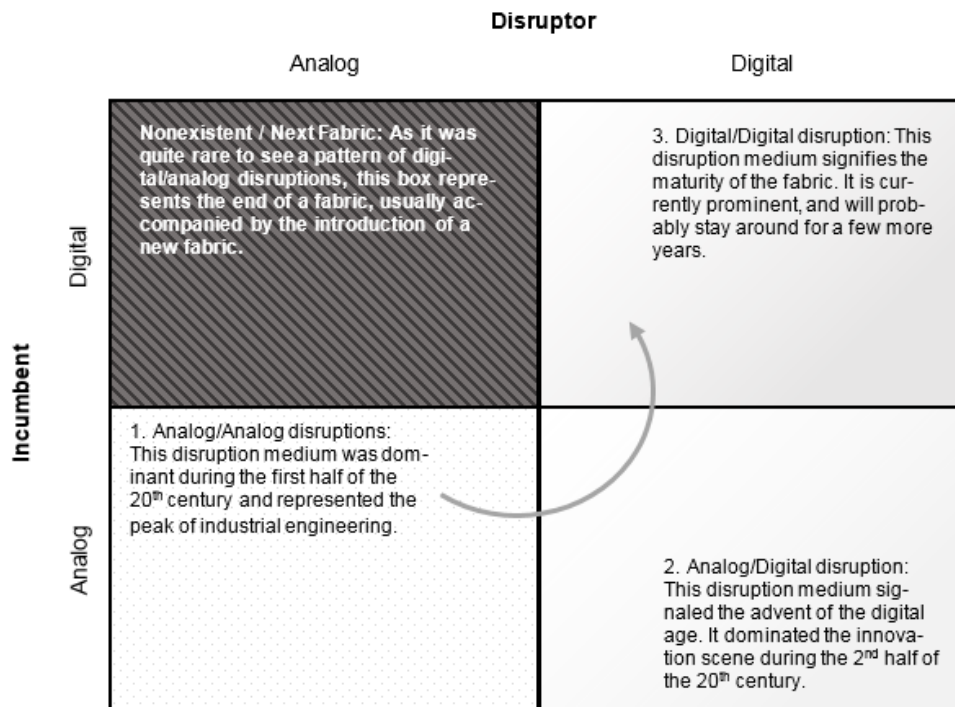 Disruptor
Analog
Digital
Incumbent
Digital
Nonexistent / Next Fabric: As it was
quite rare to see a pattern of digi-
tal/analog disruptions, this box repre-
sents the end of a fabric, usually ac-
companied by the introduction of a
new fabric.
3. Digital/Digital disruption: This
disruption medium signifies the
maturity of the fabric. It is cur-
rently prominent, and will prob-
ably stay around for a few more
years.
Analog
1. Analog/Analog disruptions:
This disruption medium was dom-
inant during the first half of the
20th century and represented the
peak of industrial engineering.
2. Analog/Digital disruption:
This disruption medium sig-
naled the advent of the digital
age. It dominated the innova-
tion scene during the 2nd half of
the 20th century.